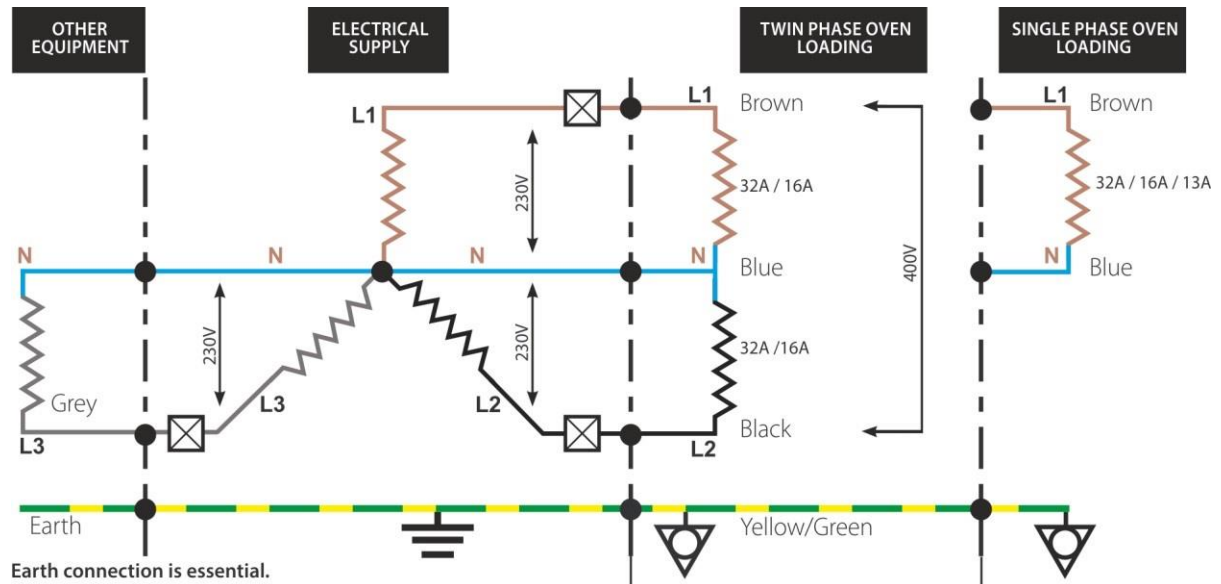 OTHER
EQUIPMENT
ELECTRICAL
SUPPLY
TWIN PHASE OVEN
LOADING
SINGLE PHASE OVEN
LOADING
L1
L1
Brown
L1
Brown
230V
32A / 16A
32A / 16A / 13A
N
N
N
N
Blue
400V
N
Blue
230V
230V
32A /16A
Grey
L3
L3
L2
L2
Black
Earth
Yellow/Green
Earth connection is essential.